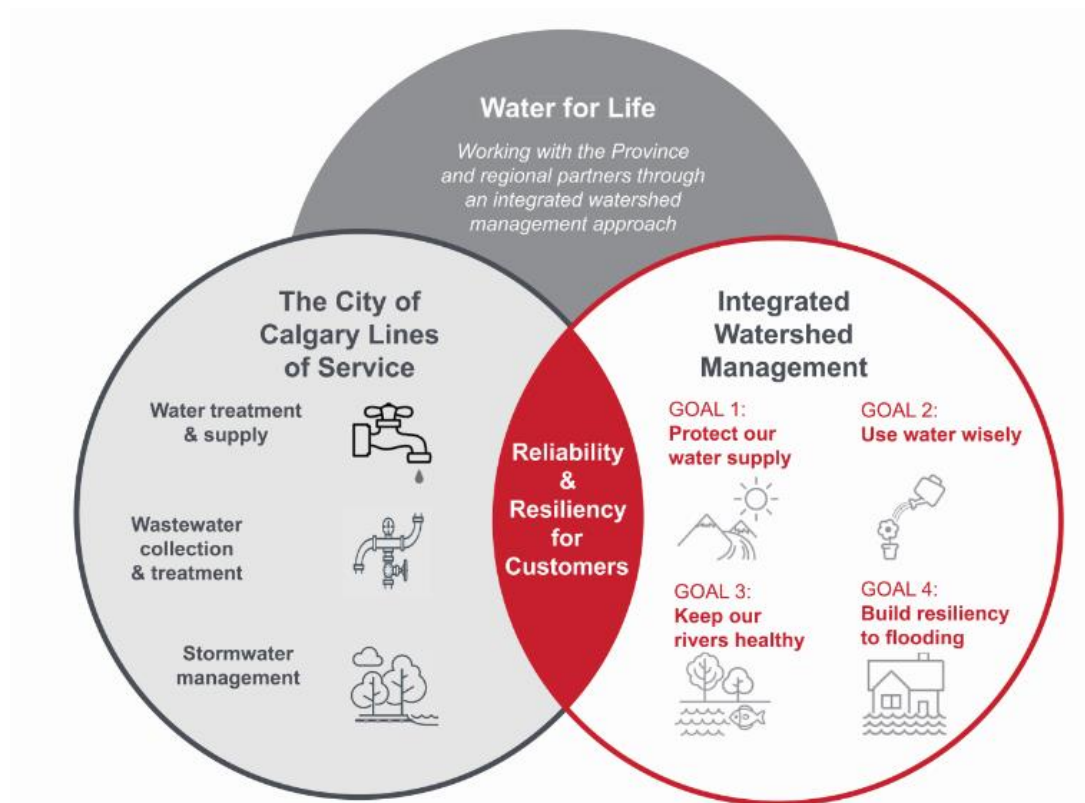 Water for Life
Working with the Province
and regional partners through
an integrated watershed
management approach
The City of
Calgary Lines
of Service
Water treatment
& supply
Wastewater
collection
& treatment
Stormwater
management
Reliability
&
Resiliency
for
Customers
Integrated
Watershed
Management
GOAL 1:
Protect our
water supply
GOAL 2:
Use water wisely
GOAL 3:
Keep our
rivers healthy
GOAL 4:
Build resiliency
to flooding